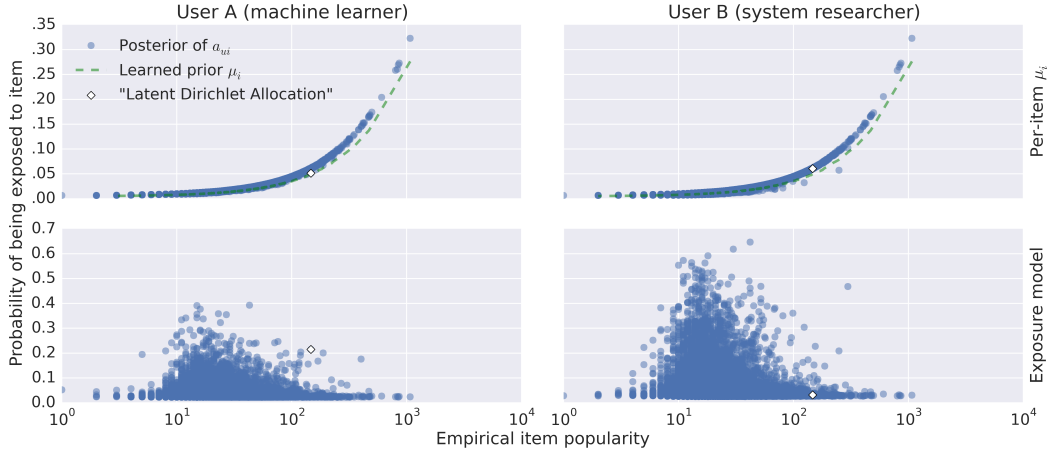 User A (machine learner)
User B (system researcher)
Probability of being exposed to item
.35
.30
.25
.20
.15
.10
.05
.00
Posterior of a_{ui}
Learned prior μ_i
"Latent Dirichlet Allocation"
Per-item μ_i
0.7
0.6
0.5
0.4
0.3
0.2
0.1
0.0
Exposure model
10^0
10^1
10^2
10^3
10^4
10^0
10^1
10^2
10^3
10^4
Empirical item popularity